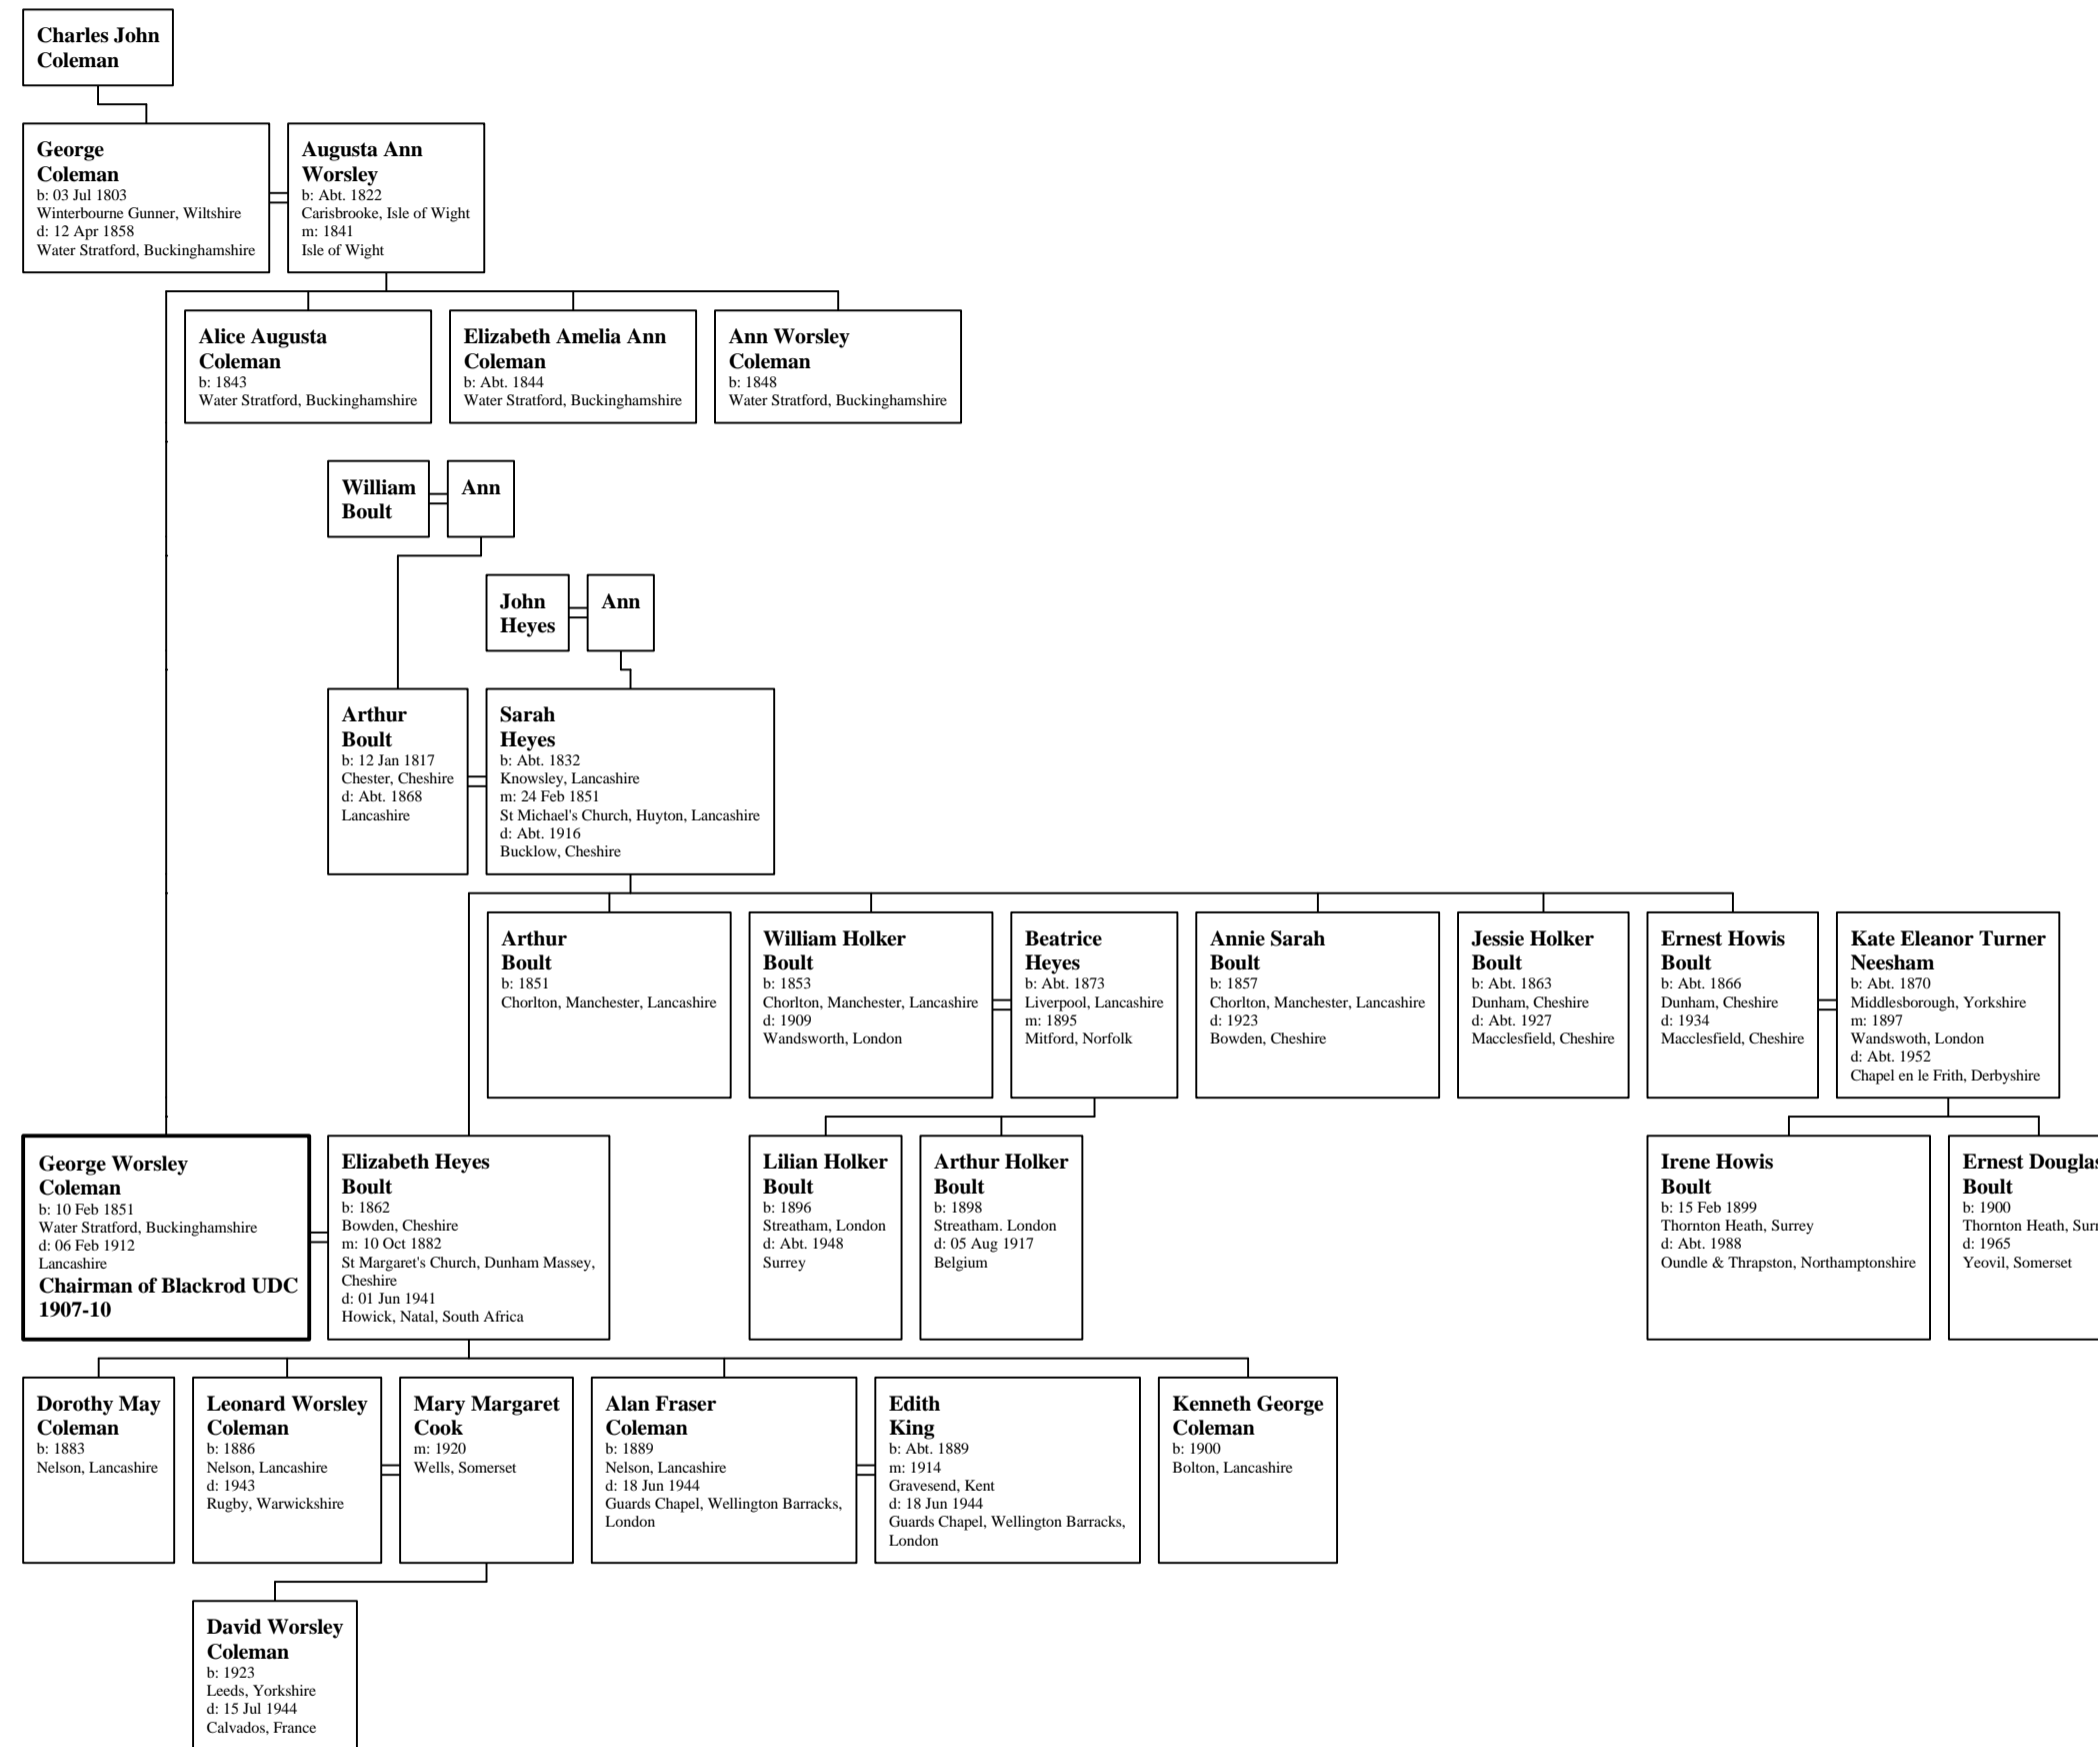 Charles John
Coleman
George
Coleman
b: 03 Jul 1803
Winterbourne Gunner, Wiltshire
d: 12 Apr 1858
Water Stratford, Buckinghamshire
Augusta Ann
Worsley
b: Abt. 1822
Carisbrooke, Isle of Wight
m: 1841
Isle of Wight
Alice Augusta
Coleman
b: 1843
Water Stratford, Buckinghamshire
Elizabeth Amelia Ann
Coleman
b: Abt. 1844
Water Stratford, Buckinghamshire
Ann Worsley
Coleman
b: 1848
Water Stratford, Buckinghamshire
William
Boult
Ann
John
Heyes
Ann
Arthur
Boult
b: 12 Jan 1817
Chester, Cheshire
d: Abt. 1868
Lancashire
Sarah
Heyes
b: Abt. 1832
Knowsley, Lancashire
m: 24 Feb 1851
St Michael's Church, Huyton, Lancashire
d: Abt. 1916
Bucklow, Cheshire
Arthur
Boult
b: 1851
Chorlton, Manchester, Lancashire
William Holker
Boult
b: 1853
Chorlton, Manchester, Lancashire
d: 1909
Wandsworth, London
Beatrice
Heyes
b: Abt. 1873
Liverpool, Lancashire
m: 1895
Mitford, Norfolk
Annie Sarah
Boult
b: 1857
Chorlton, Manchester, Lancashire
d: 1923
Bowden, Cheshire
Jessie Holker
Boult
b: Abt. 1863
Dunham, Cheshire
d: Abt. 1927
Macclesfield, Cheshire
Ernest Howis
Boult
b: Abt. 1866
Dunham, Cheshire
d: 1934
Macclesfield, Cheshire
Kate Eleanor Turner
Neesham
b: Abt. 1870
Middlesborough, Yorkshire
m: 1897
Wandswoth, London
d: Abt. 1952
Chapel en le Frith, Derbyshire
George Worsley
Coleman
b: 10 Feb 1851
Water Stratford, Buckinghamshire
d: 06 Feb 1912
Lancashire
Chairman of Blackrod UDC
1907-10
Elizabeth Heyes
Boult
b: 1862
Bowden, Cheshire
m: 10 Oct 1882
St Margaret's Church, Dunham Massey,
Cheshire
d: 01 Jun 1941
Howick, Natal, South Africa
Lilian Holker
Boult
b: 1896
Streatham, London
d: Abt. 1948
Surrey
Arthur Holker
Boult
b: 1898
Streatham. London
d: 05 Aug 1917
Belgium
Irene Howis
Boult
b: 15 Feb 1899
Thornton Heath, Surrey
d: Abt. 1988
Oundle & Thrapston, Northamptonshire
Ernest Douglas
Boult
b: 1900
Thornton Heath,
d: 1965
Yeovil, Somerset
Dorothy May
Coleman
b: 1883
Nelson, Lancashire
Leonard Worsley
Coleman
b: 1886
Nelson, Lancashire
d: 1943
Rugby, Warwickshire
Mary Margaret
Cook
m: 1920
Wells, Somerset
Alan Fraser
Coleman
b: 1889
Nelson, Lancashire
d: 18 Jun 1944
Guards Chapel, Wellington Barracks,
London
Edith
King
b: Abt. 1889
m: 1914
Gravesend, Kent
d: 18 Jun 1944
Guards Chapel, Wellington Barracks,
London
Kenneth George
Coleman
b: 1900
Bolton, Lancashire
David Worsley
Coleman
b: 1923
Leeds, Yorkshire
d: 15 Jul 1944
Calvados, France